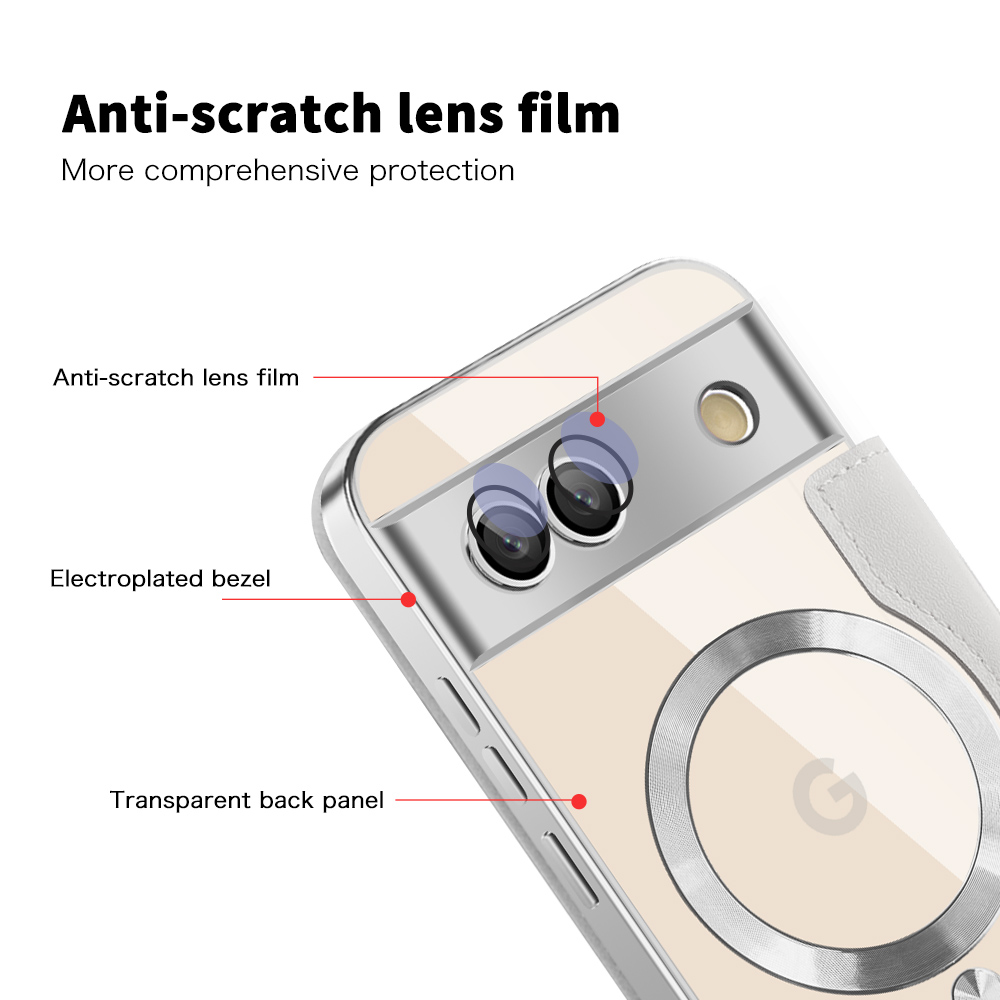 Anti-scratch lens film
More comprehensive protection
Anti-scratch lens film
Electroplated bezel
Transparent back panel
G